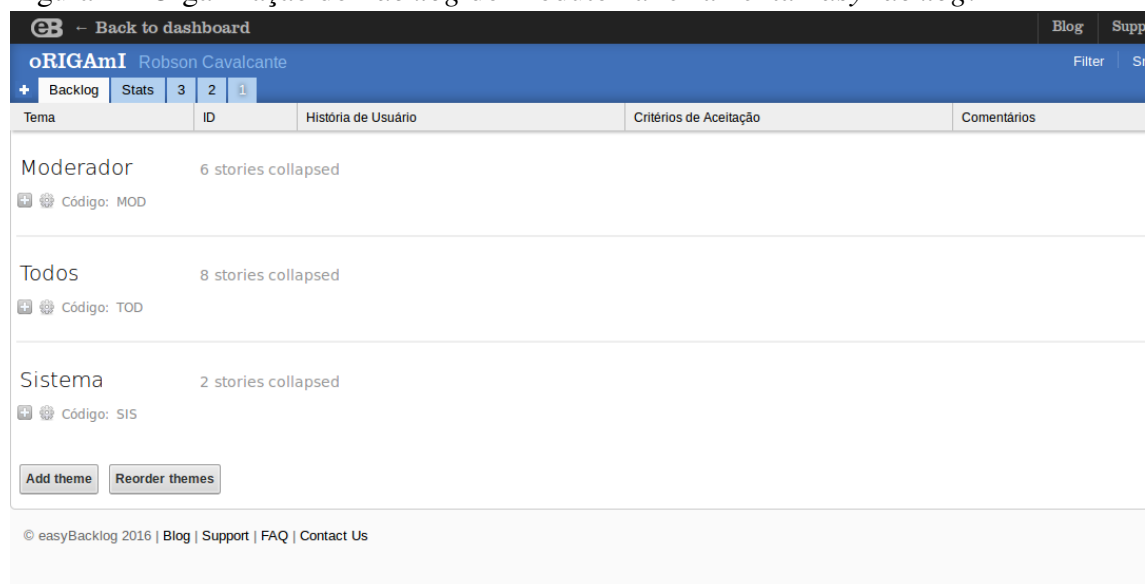 eB ← Back to dashboard Blog
oRIGAmI Robson Cavalcante Filter
+ Backlog Stats 3 2 1
Tema ID História de Usuário Critérios de Aceitação Comentários
Moderador 6 stories collapsed
Código: MOD
Todos 8 stories collapsed
Código: TOD
Sistema 2 stories collapsed
Código: SIS
Add theme Reorder themes
© easyBacklog 2016 | Blog | Support | FAQ | Contact Us